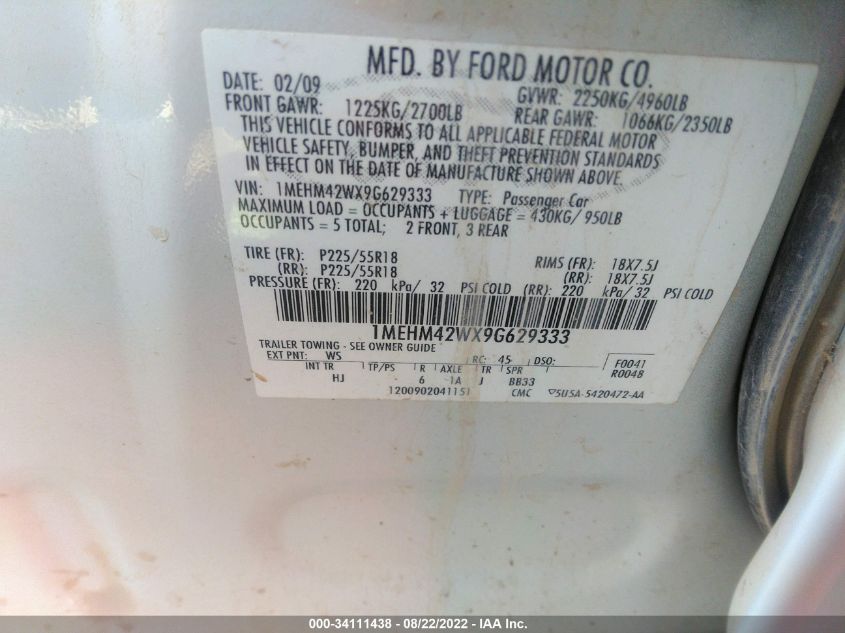 MFD. BY FORD MOTOR CO.
DATE: 02/09 GVWR: 2250KG/4960LB
FRONT GAWR: 1225KG/2700LB REAR GAWR: 1066KG/2350LB
THIS VEHICLE CONFORMS TO ALL APPLICABLE FEDERAL MOTOR
VEHICLE SAFETY, BUMPER, AND THEFT PREVENTION STANDARDS
IN EFFECT ON THE DATE OF MANUFACTURE SHOWN ABOVE.
VIN: 1MEHM42WX9G629333 TYPE: Passenger Car
MAXIMUM LOAD = OCCUPANTS + LUGGAGE = 430KG/ 950LB
OCCUPANTS = 5 TOTAL; 2 FRONT, 3 REAR
TIRE (FR): P225/55R18 RIMS (FR): 18X7.5J
(RR): P225/55R18 (RR): 18X7.5J
PRESSURE (FR): 220 kPa/ 32 PSI COLD (RR): 220 kPa/ 32 PSI COLD
1MEHM42WX9G629333
TRAILER TOWING - SEE OWNER GUIDE
EXT PNT: WS RC: 45 DSO: F0041
INT TR TP/PS R AXLE TR SPR R0048
HJ - 6 1A J BB33
1200902041151 CMC ▽5U5A-5420472-AA
000-34111438 - 08/22/2022 - IAA Inc.